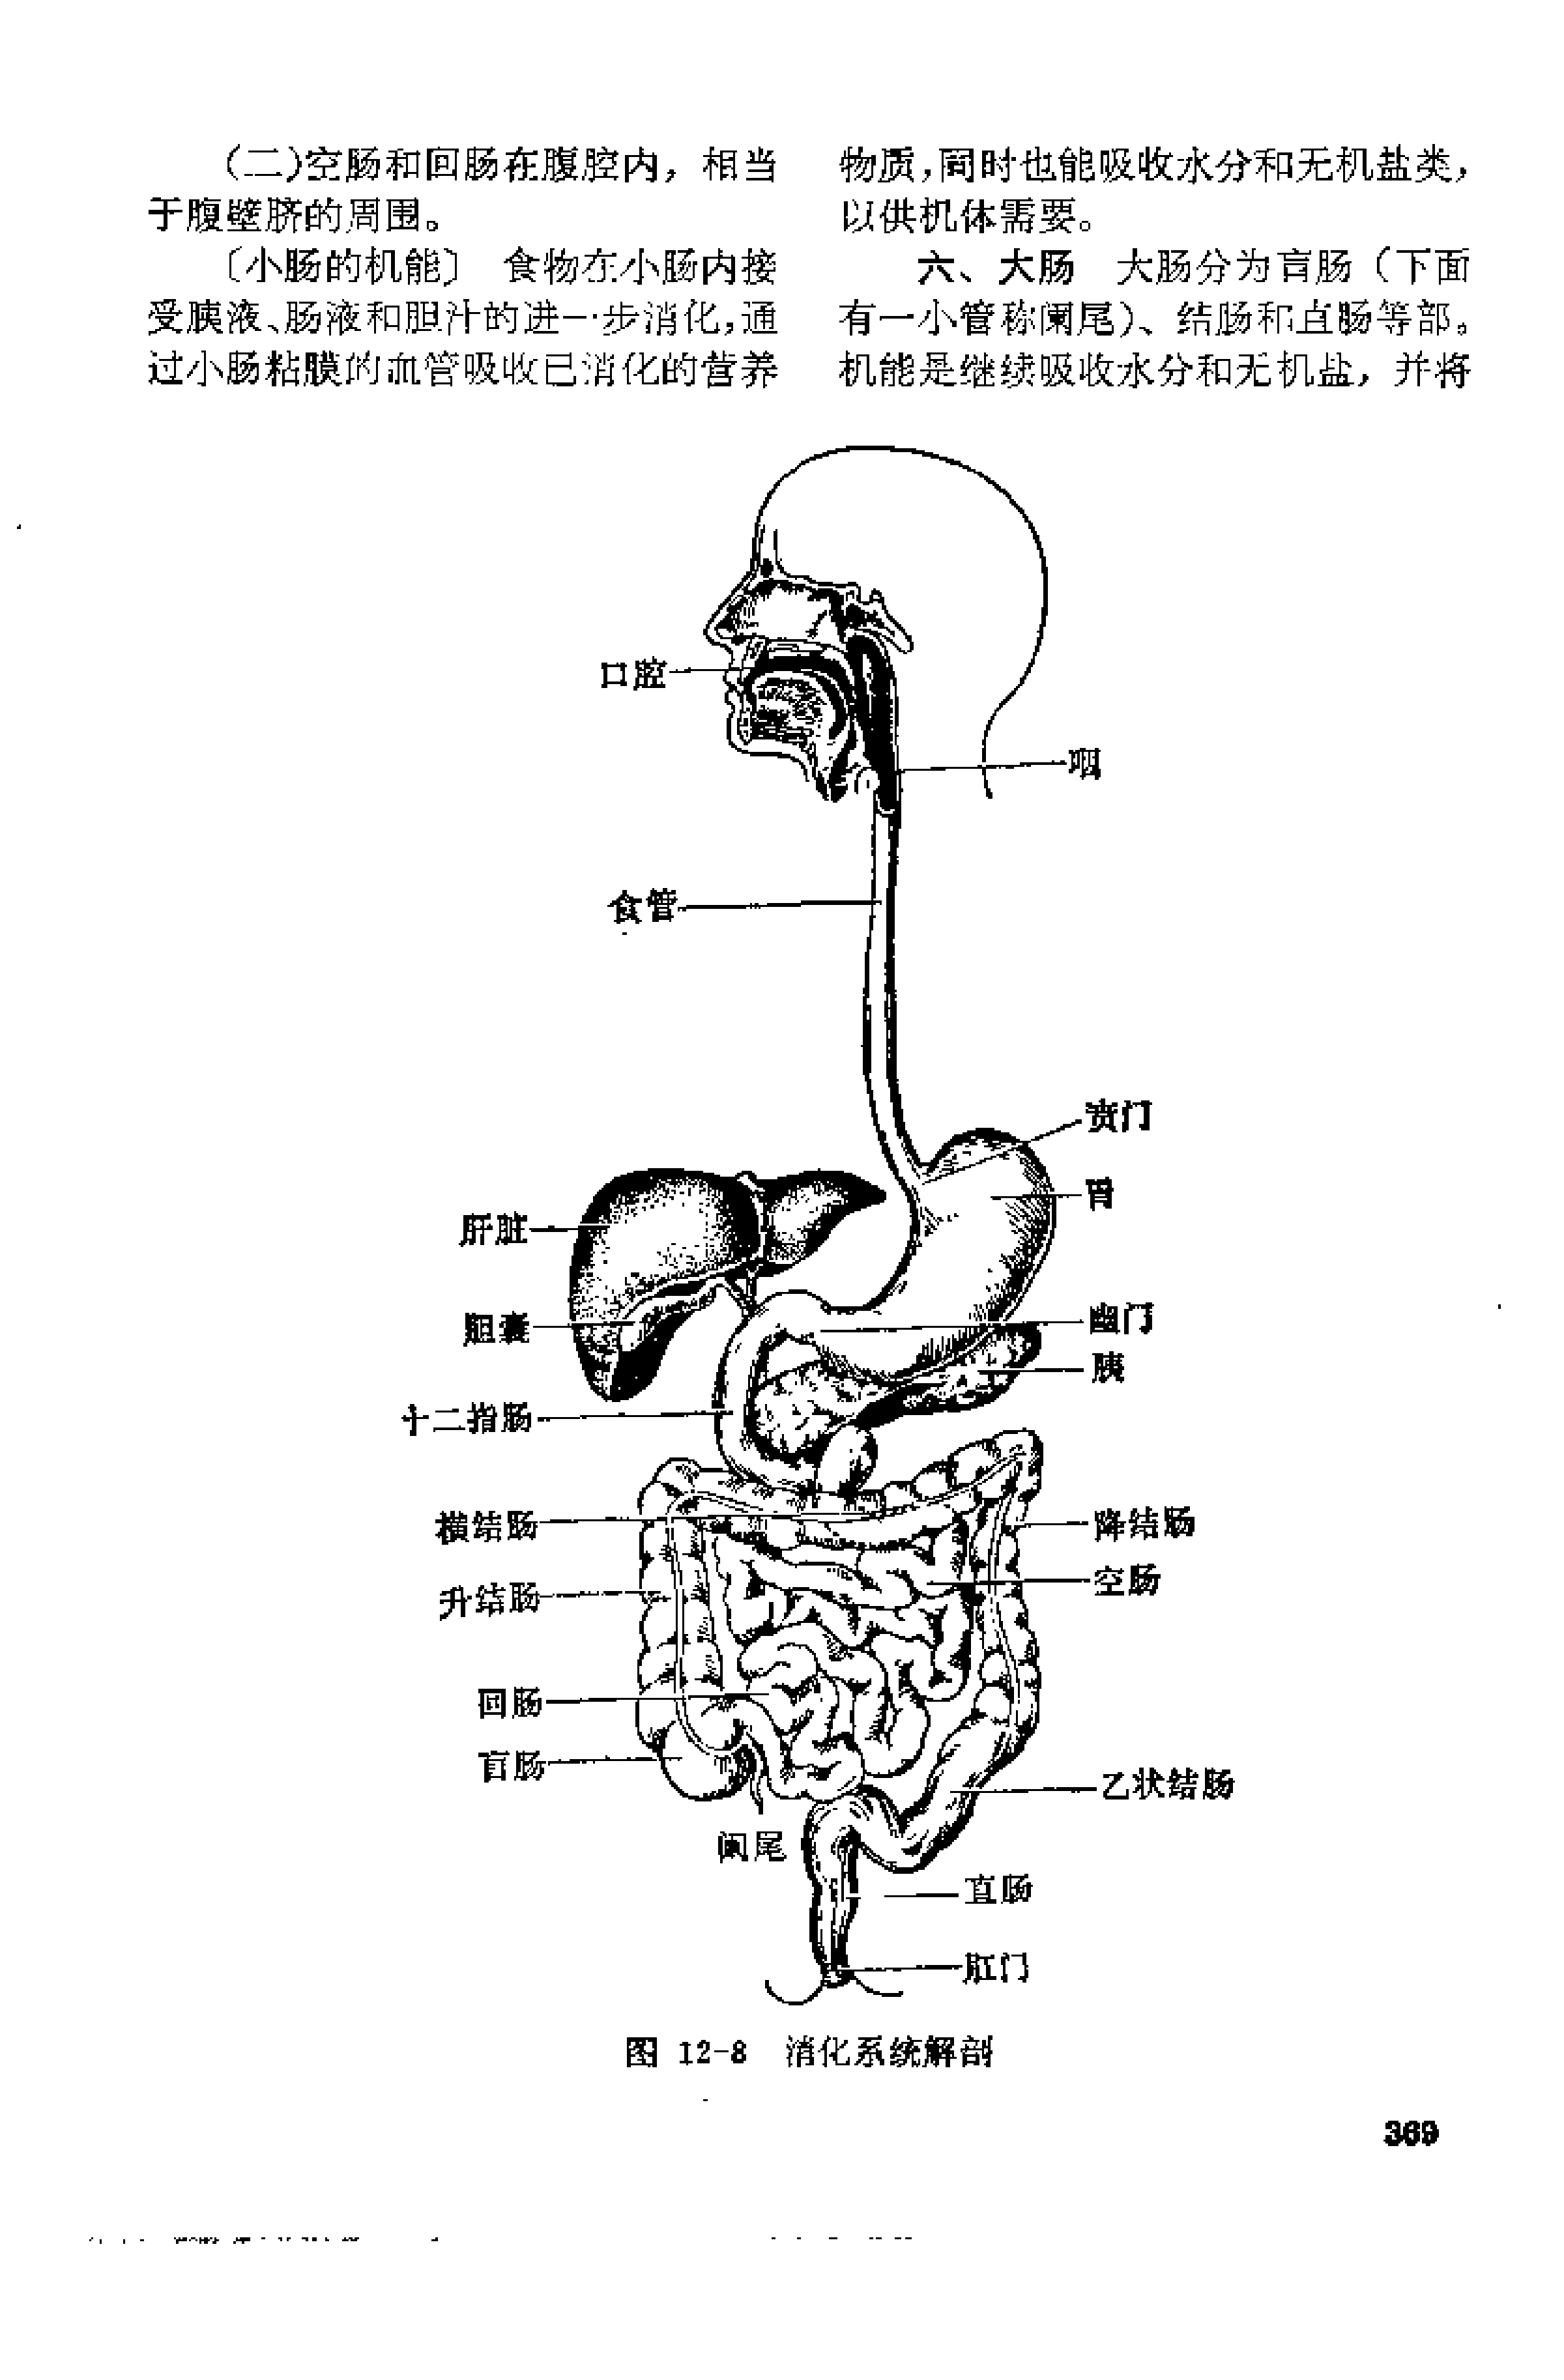 （二）空肠和回肠在腹腔内，相当
于腹壁脐的周围。
〔小肠的机能〕　食物在小肠内接
受胰液、肠液和胆汁的进一步消化，通
过小肠粘膜的血管吸收已消化的营养
物质，同时也能吸收水分和无机盐类，
以供机体需要。
六、大肠　大肠分为盲肠（下面
有一小管称阑尾）、结肠和直肠等部。
机能是继续吸收水分和无机盐，并将
口腔
咽
食管
贲门
胃
肝脏
胆囊
幽门
胰
十二指肠
横结肠
降结肠
空肠
升结肠
回肠
盲肠
乙状结肠
阑尾
直肠
肛门
图 12-8　消化系统解剖
369